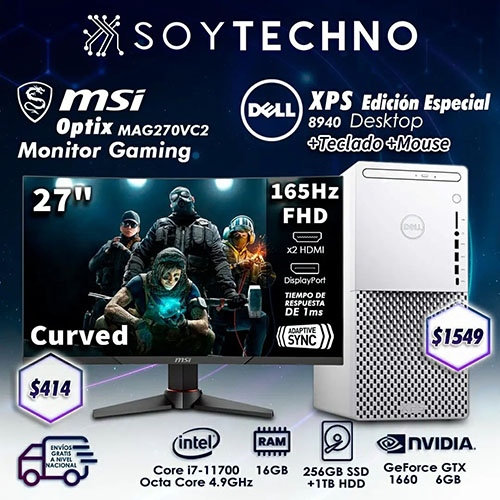 SOYTECHNO
msi
Optix MAG270VC2
Monitor Gaming
DELL
XPS Edición Especial
8940 Desktop
+Teclado +Mouse
27"
165Hz
FHD
x2 HDMI
DisplayPort
TIEMPO DE
RESPUESTA
DE 1ms
ADAPTIVE
SYNC
Curved
msi
DELL
$414
$1549
ENVÍOS
GRATIS
A NIVEL
NACIONAL
intel
Core i7-11700
Octa Core 4.9GHz
RAM
16GB
256GB SSD
+1TB HDD
NVIDIA.
GeForce GTX
1660 6GB